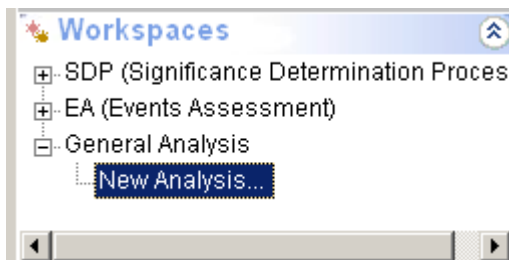 Workspaces
SDP (Significance Determination Proces
EA (Events Assessment)
General Analysis
New Analysis...